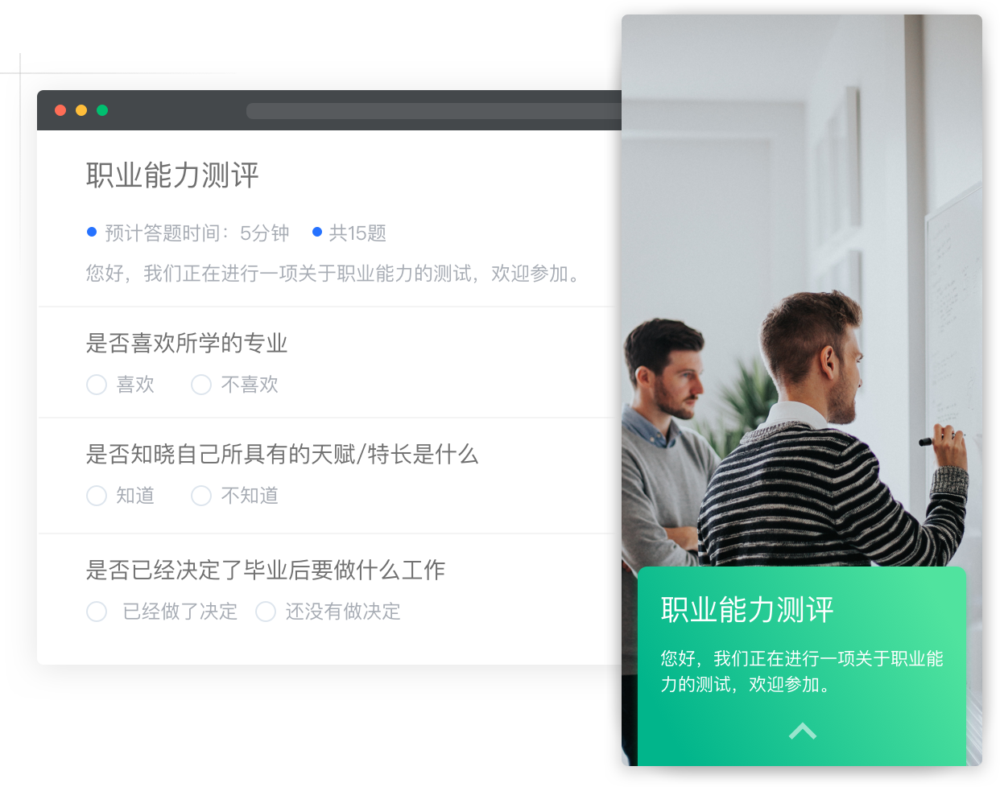 职业能力测评
预计答题时间：5分钟 共15题
您好，我们正在进行一项关于职业能力的测试，欢迎参加。
是否喜欢所学的专业
喜欢 不喜欢
是否知晓自己所具有的天赋/特长是什么
知道 不知道
是否已经决定了毕业后要做什么工作
已经做了决定 还没有做决定
职业能力测评
您好，我们正在进行一项关于职业能
力的测试，欢迎参加。